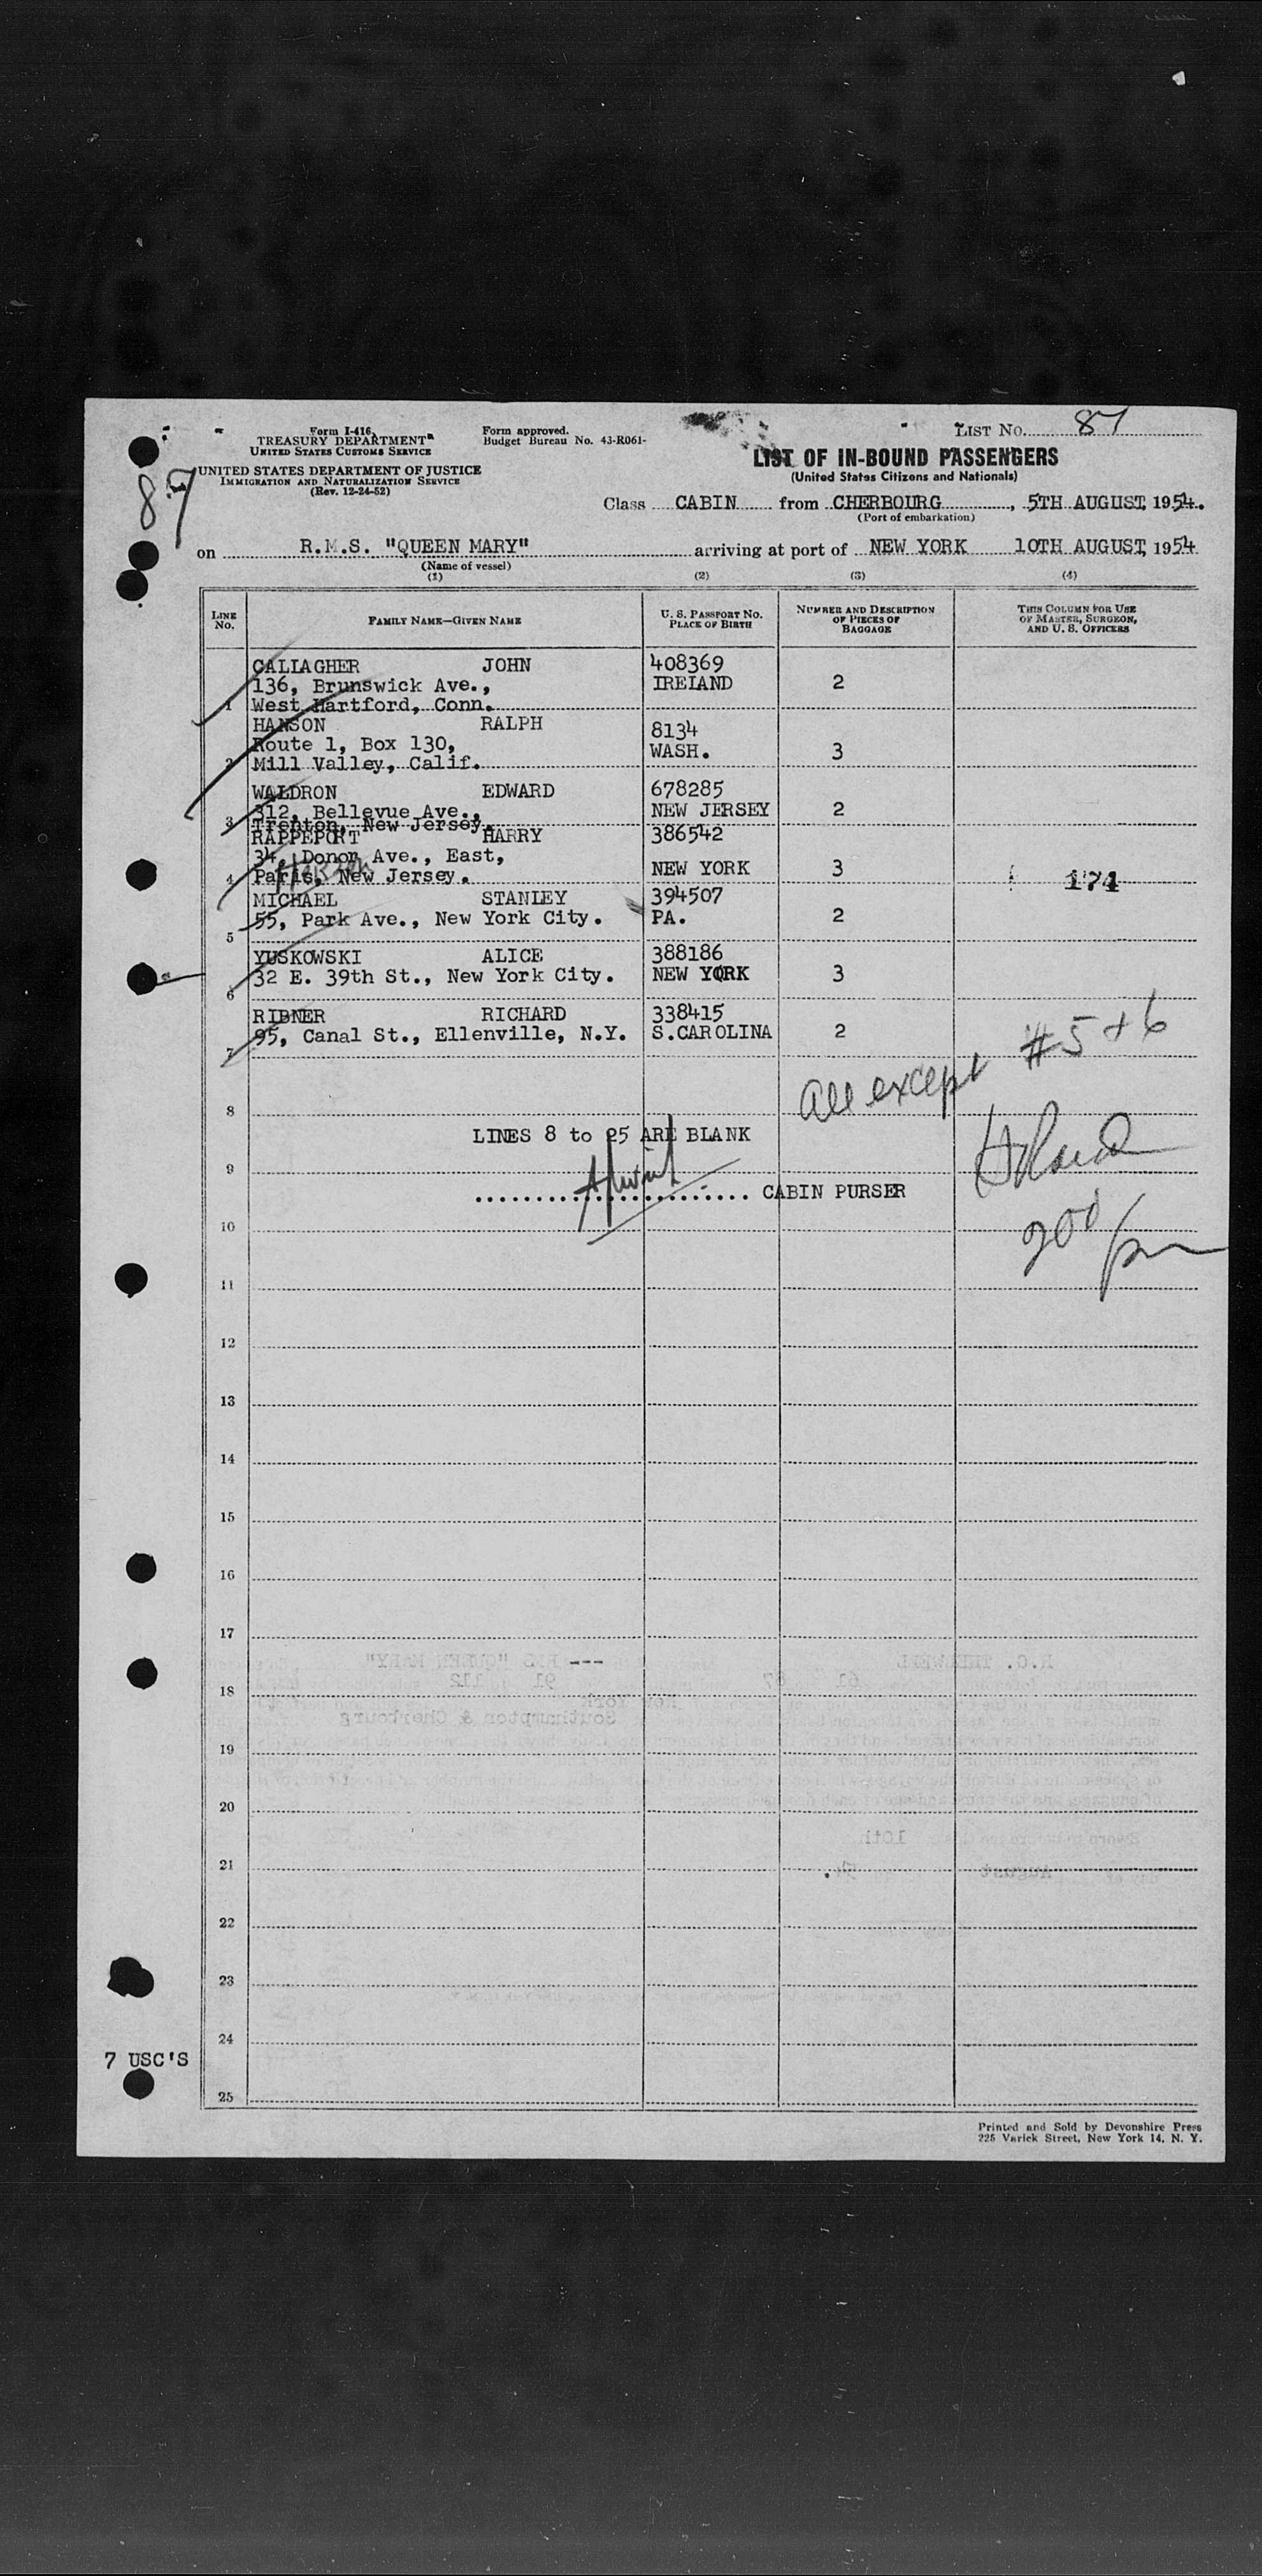 Form I-416
TREASURY DEPARTMENT
UNITED STATES CUSTOMS SERVICE
UNITED STATES DEPARTMENT OF JUSTICE
IMMIGRATION AND NATURALIZATION SERVICE
(Rev. 12-24-52)
Form approved.
Budget Bureau No. 43-R061-
LIST No. 87
87
LIST OF IN-BOUND PASSENGERS
(United States Citizens and Nationals)
Class CABIN from CHERBOURG, 5TH AUGUST, 1954.
(Port of embarkation)
on R.M.S. "QUEEN MARY" arriving at port of NEW YORK 10TH AUGUST, 1954
(Name of vessel)
(1) (2) (3) (4)
LINE No. FAMILY NAME—GIVEN NAME U. S. PASSPORT No. PLACE OF BIRTH NUMBER AND DESCRIPTION OF PIECES OF BAGGAGE THIS COLUMN FOR USE OF MASTER, SURGEON, AND U. S. OFFICERS
GALLAGHER JOHN 408369
136, Brunswick Ave., IRELAND 2
1 West Hartford, Conn.
HANSON RALPH 8134
Route 1, Box 130, WASH. 3
2 Mill Valley, Calif.
WALDRON EDWARD 678285
312, Bellevue Ave., NEW JERSEY 2
3 Trenton, New Jersey.
RAPPEPORT HARRY 386542
34, Donor Ave., East, NEW YORK 3
4 Paris, New Jersey. 174
MICHAEL STANLEY 394507
55, Park Ave., New York City. PA. 2
5
YUSKOWSKI ALICE 388186
32 E. 39th St., New York City. NEW YORK 3
6
RIBNER RICHARD 338415
95, Canal St., Ellenville, N.Y. S.CAROLINA 2
7
All except #5+6
8
LINES 8 to 25 ARE BLANK
9
CABIN PURSER
200 pm
10
11
12
13
14
15
16
17
18
19
20
21
22
23
24
7 USC'S
25
Printed and Sold by Devonshire Press
225 Varick Street, New York 14, N. Y.